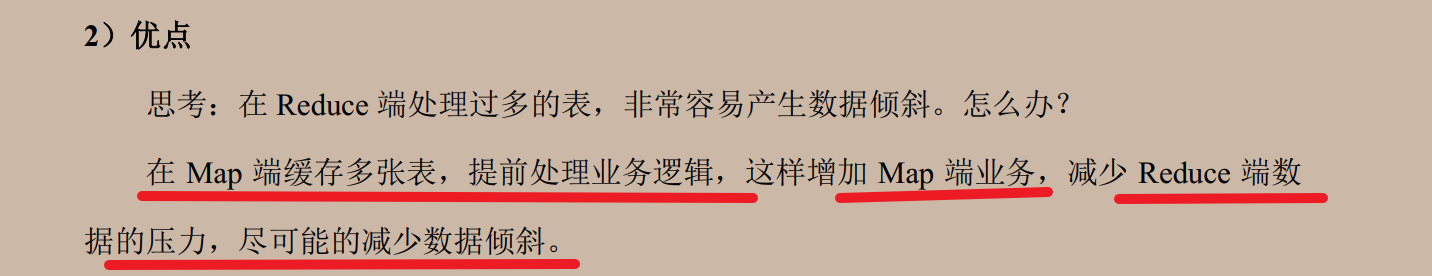 2）优点
思考：在 Reduce 端处理过多的表，非常容易产生数据倾斜。怎么办？
在 Map 端缓存多张表，提前处理业务逻辑，这样增加 Map 端业务，减少 Reduce 端数
据的压力，尽可能的减少数据倾斜。